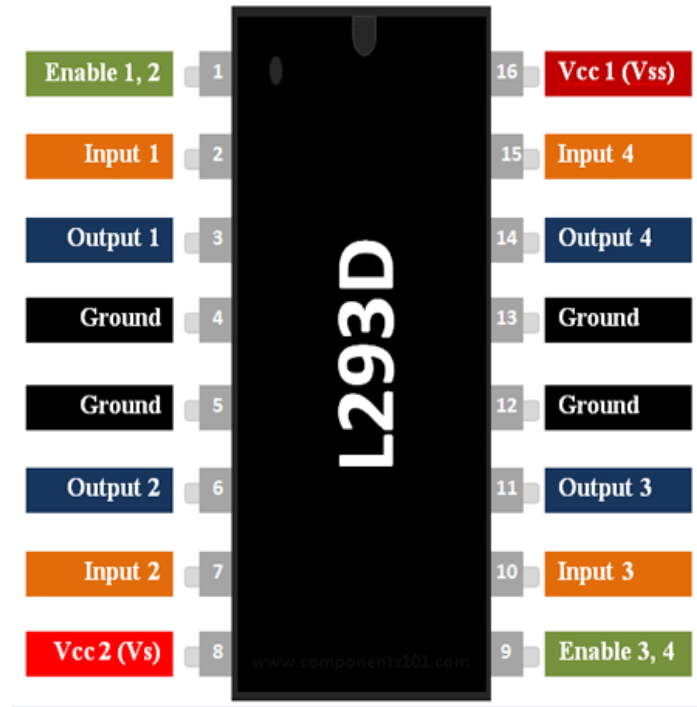 Enable 1, 2 1 16 Vcc 1 (Vss)
Input 1 2 15 Input 4
Output 1 3 14 Output 4
Ground 4 13 Ground
Ground 5 12 Ground
Output 2 6 11 Output 3
Input 2 7 10 Input 3
Vcc 2 (Vs) 8 9 Enable 3, 4
L293D
www.components101.com